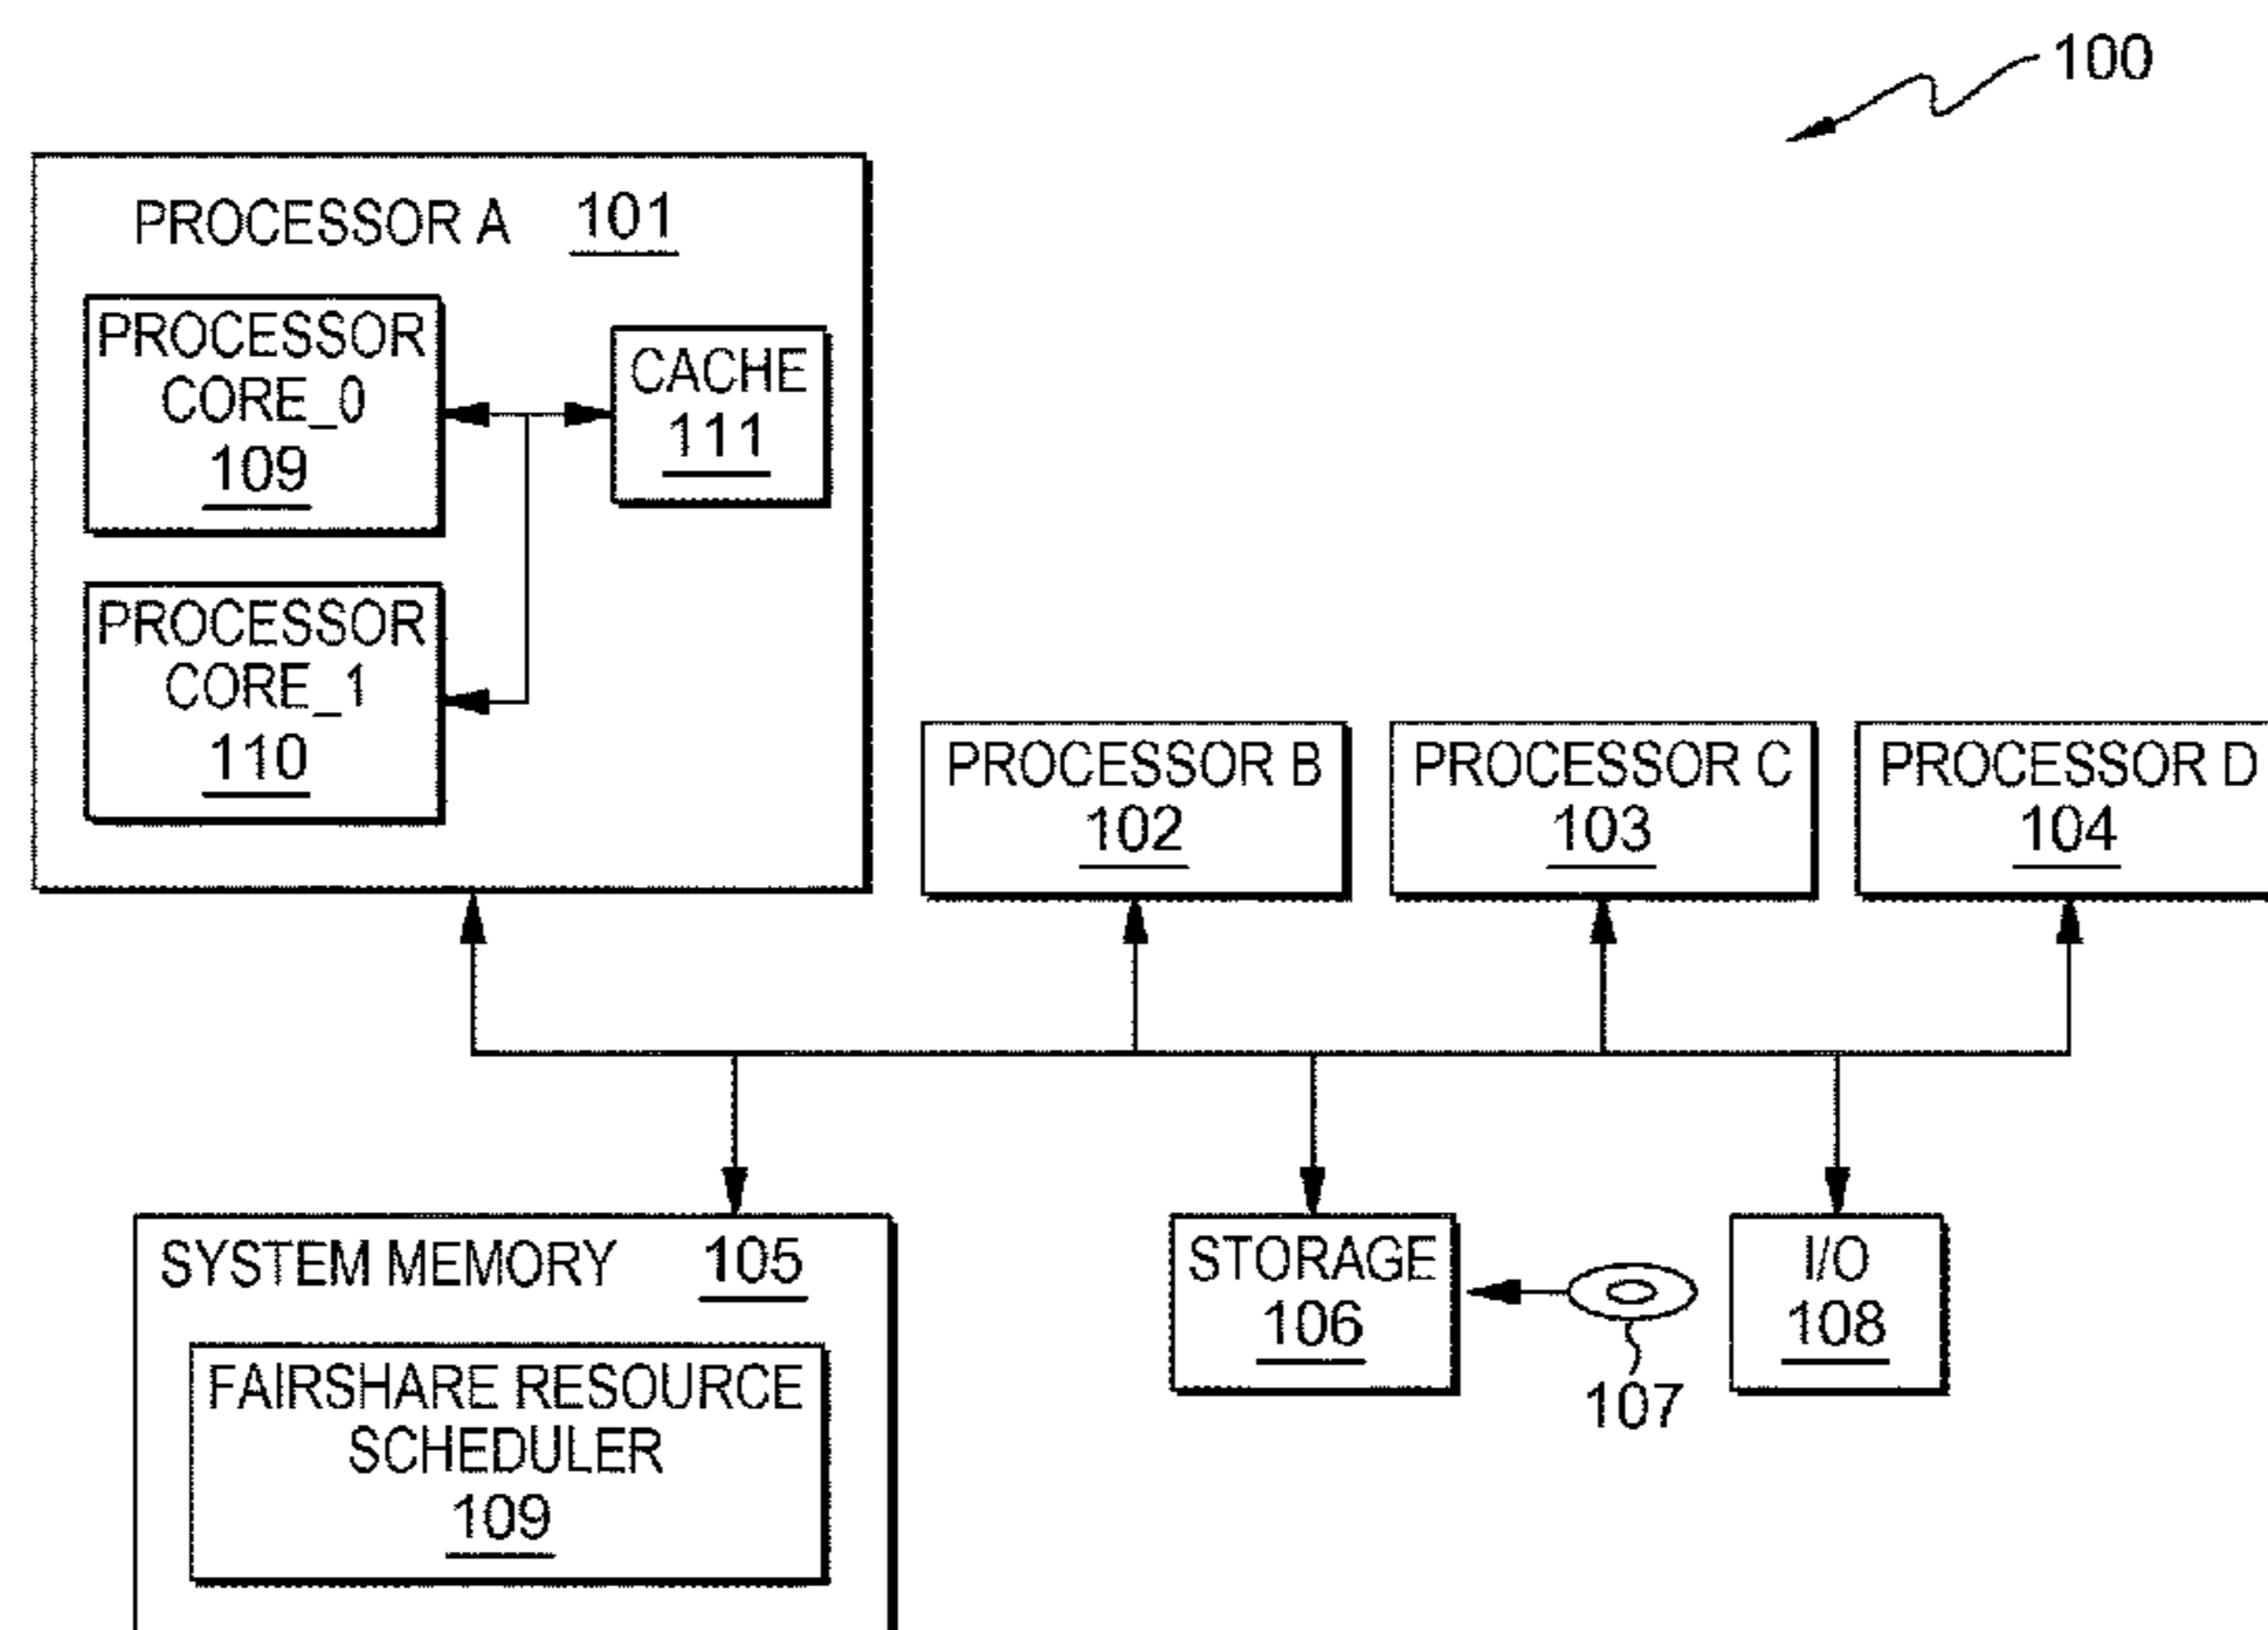 100
PROCESSOR A 101
PROCESSOR
CORE_0
109
CACHE
111
PROCESSOR
CORE_1
110
PROCESSOR B
102
PROCESSOR C
103
PROCESSOR D
104
SYSTEM MEMORY 105
FAIRSHARE RESOURCE
SCHEDULER
109
STORAGE
106
107
I/O
108